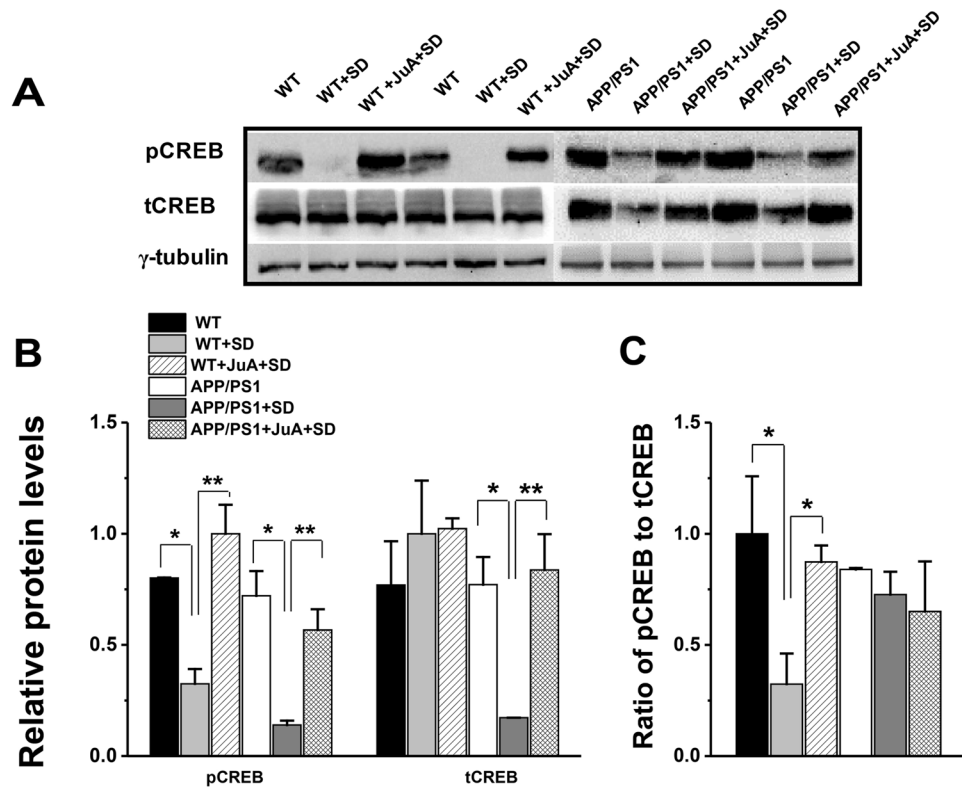 A
WT
WT+SD
WT +JuA+SD
WT
WT+SD
WT +JuA+SD
APP/PS1
APP/PS1+SD
APP/PS1+JuA+SD
APP/PS1
APP/PS1+SD
APP/PS1+JuA+SD
pCREB
tCREB
γ-tubulin
B
WT
WT+SD
WT+JuA+SD
APP/PS1
APP/PS1+SD
APP/PS1+JuA+SD
Relative protein levels
1.5
1.0
0.5
0.0
*
**
*
**
*
**
pCREB
tCREB
C
Ratio of pCREB to tCREB
1.5
1.0
0.5
0.0
*
*